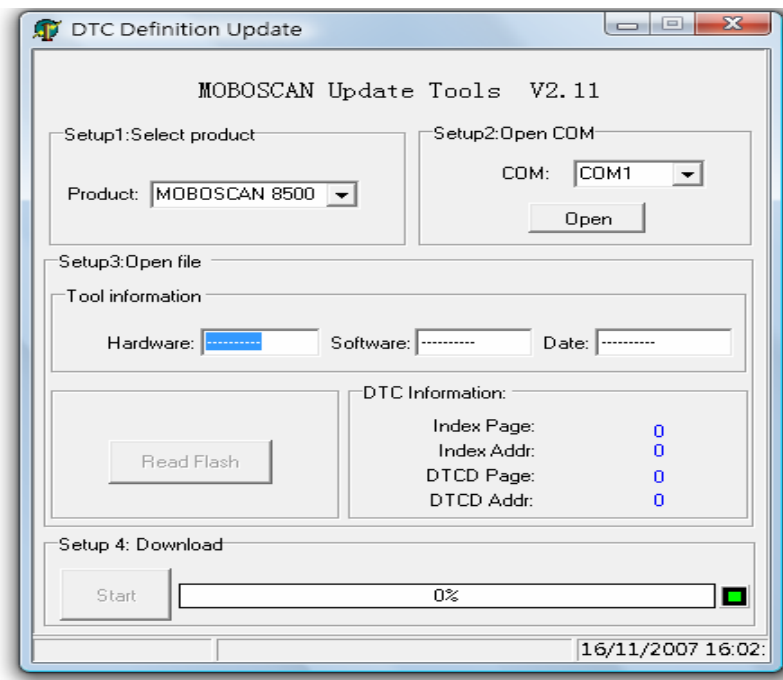 DTC Definition Update
MOBOSCAN Update Tools V2.11
Setup1:Select product
Product: MOBOSCAN 8500
Setup2:Open COM
COM: COM1
Open
Setup3:Open file
Tool information
Hardware: ----------
Software: ----------
Date: ----------
Read Flash
DTC Information:
Index Page: 0
Index Addr: 0
DTCD Page: 0
DTCD Addr: 0
Setup 4: Download
Start
0%
16/11/2007 16:02: